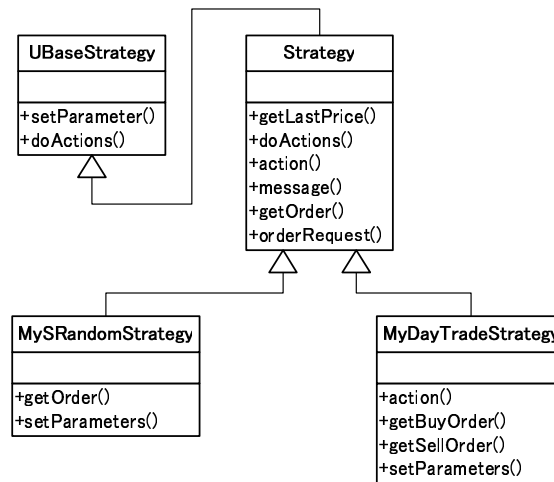 UBaseStrategy
+setParameter()
+doActions()
Strategy
+getLastPrice()
+doActions()
+action()
+message()
+getOrder()
+orderRequest()
MySRandomStrategy
+getOrder()
+setParameters()
MyDayTradeStrategy
+action()
+getBuyOrder()
+getSellOrder()
+setParameters()